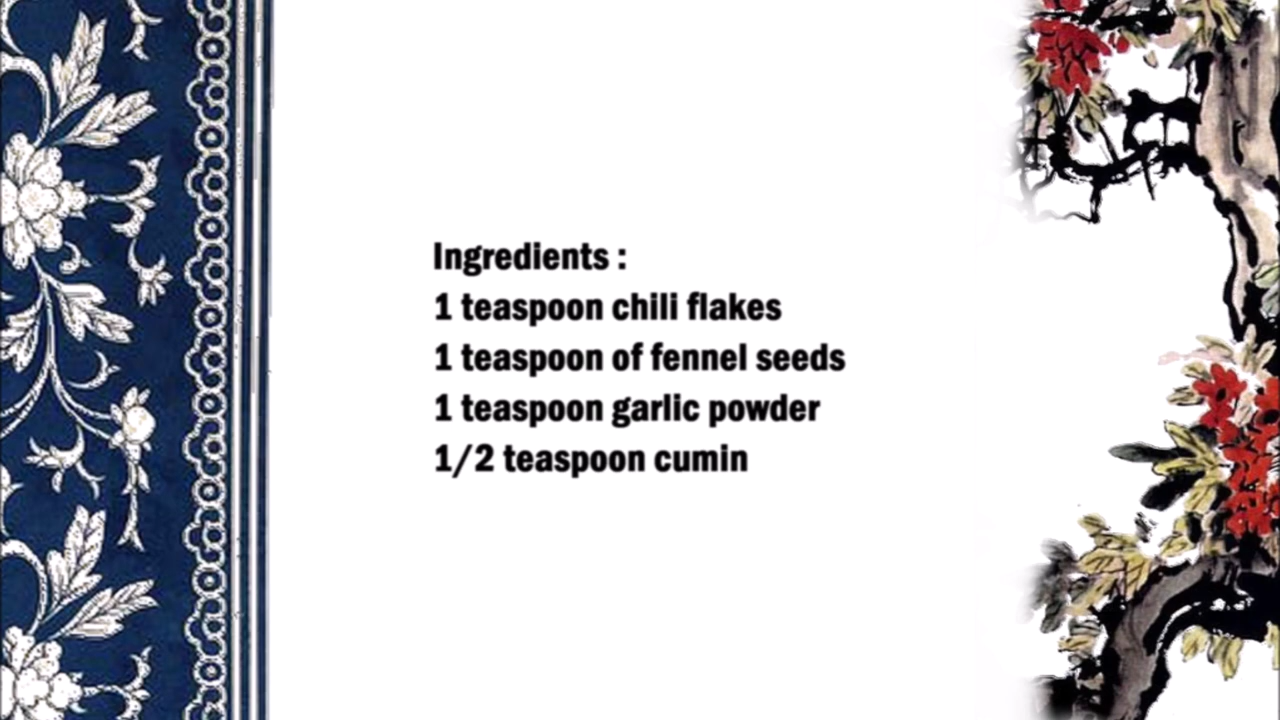 Ingredients :
1 teaspoon chili flakes
1 teaspoon of fennel seeds
1 teaspoon garlic powder
1/2 teaspoon cumin